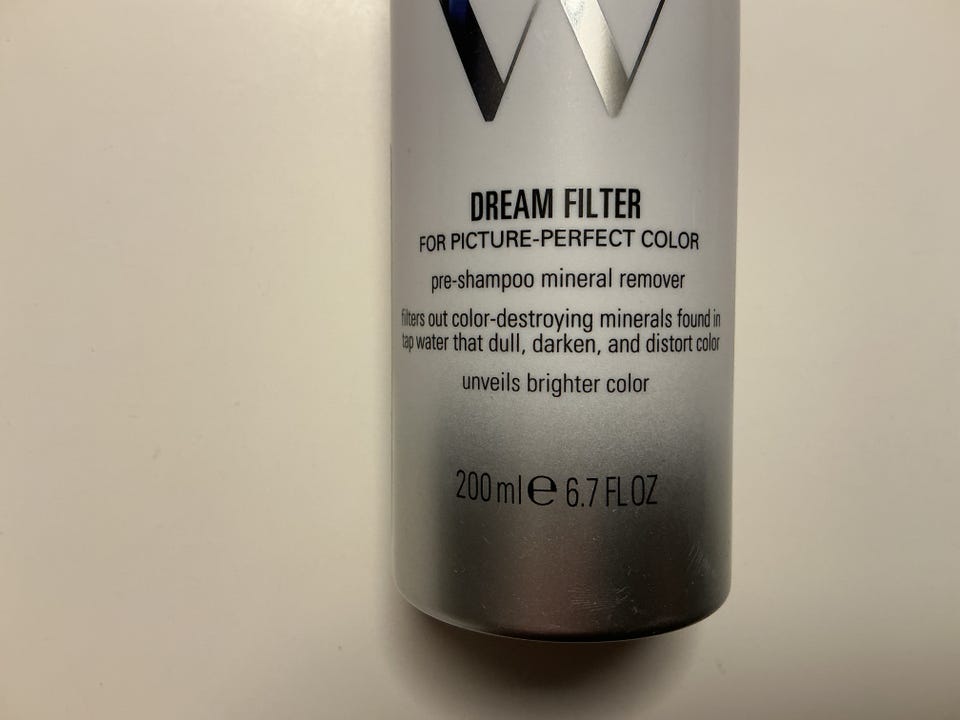 W
DREAM FILTER
FOR PICTURE-PERFECT COLOR
pre-shampoo mineral remover
filters out color-destroying minerals found in
tap water that dull, darken, and distort color
unveils brighter color
200 ml ℮ 6.7 FL OZ